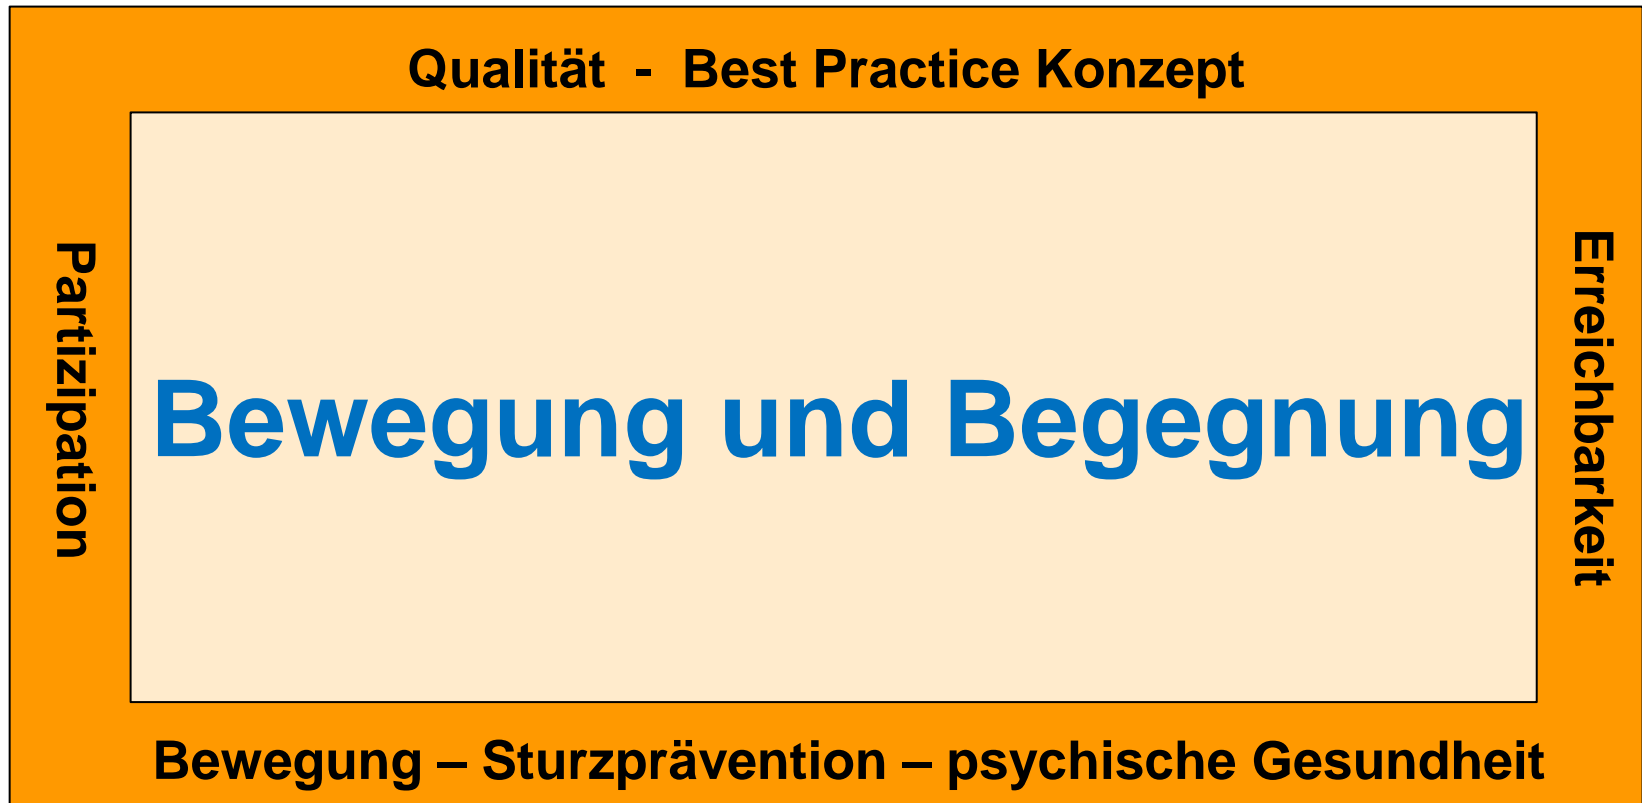 Qualität - Best Practice Konzept
Partizipation
Bewegung und Begegnung
Erreichbarkeit
Bewegung – Sturzprävention – psychische Gesundheit